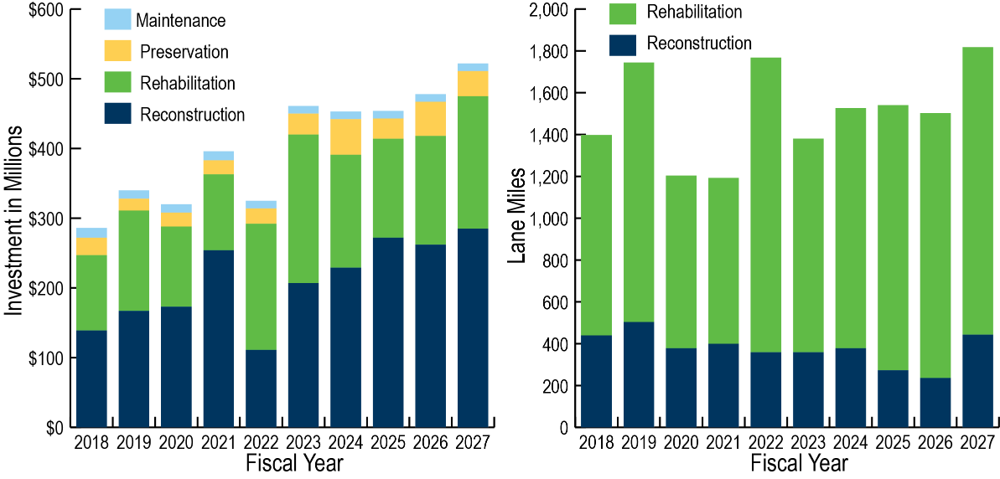 $600
$500
$400
$300
$200
$100
$0
Investment in Millions
Maintenance
Preservation
Rehabilitation
Reconstruction
2018 2019 2020 2021 2022 2023 2024 2025 2026 2027
Fiscal Year
2,000
1,800
1,600
1,400
1,200
1,000
800
600
400
200
0
Lane Miles
Rehabilitation
Reconstruction
2018 2019 2020 2021 2022 2023 2024 2025 2026 2027
Fiscal Year